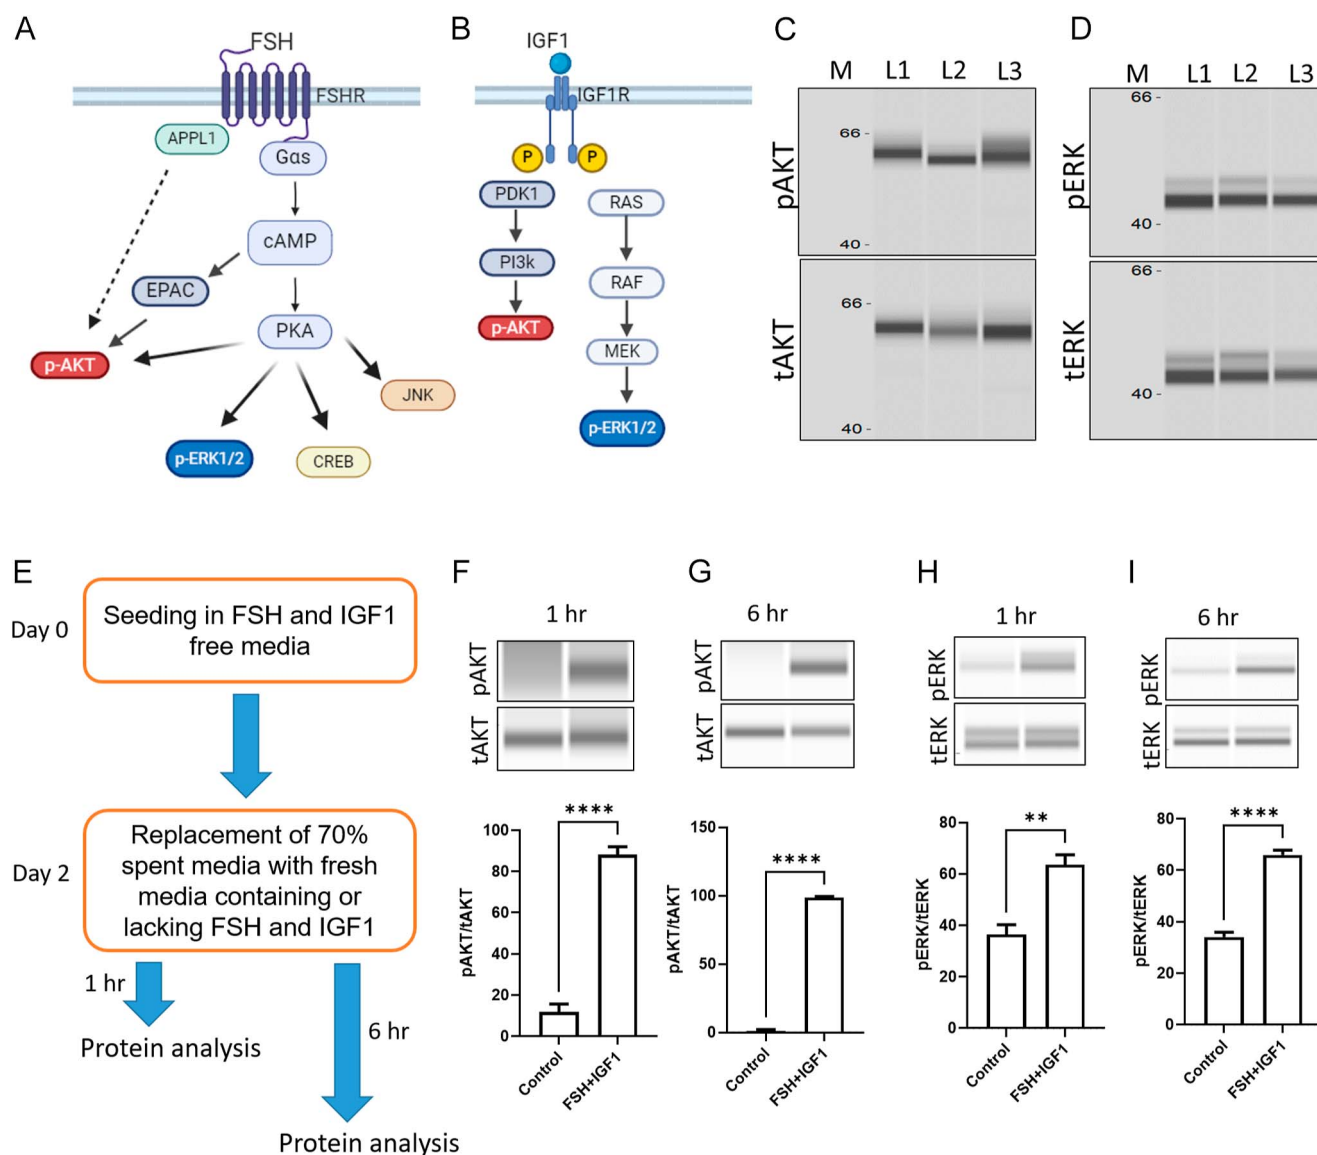 A
FSH
FSHR
APPL1
Gαs
cAMP
EPAC
PKA
p-AKT
JNK
p-ERK1/2
CREB
B
IGF1
IGF1R
P
P
PDK1
RAS
PI3k
RAF
p-AKT
MEK
p-ERK1/2
C
M L1 L2 L3
pAKT
66 -
40 -
tAKT
66 -
40 -
D
M L1 L2 L3
pERK
66 -
40 -
tERK
66 -
40 -
E
Day 0
Seeding in FSH and IGF1
free media
Day 2
Replacement of 70%
spent media with fresh
media containing or
lacking FSH and IGF1
1 hr
Protein analysis
6 hr
Protein analysis
F
1 hr
pAKT
tAKT
****
pAKT/tAKT
100
80
60
40
20
0
Control
FSH+IGF1
G
6 hr
pAKT
tAKT
****
pAKT/tAKT
150
100
50
0
Control
FSH+IGF1
H
1 hr
pERK
tERK
**
pERK/tERK
80
60
40
20
0
Control
FSH+IGF1
I
6 hr
pERK
tERK
****
pERK/tERK
80
60
40
20
0
Control
FSH+IGF1